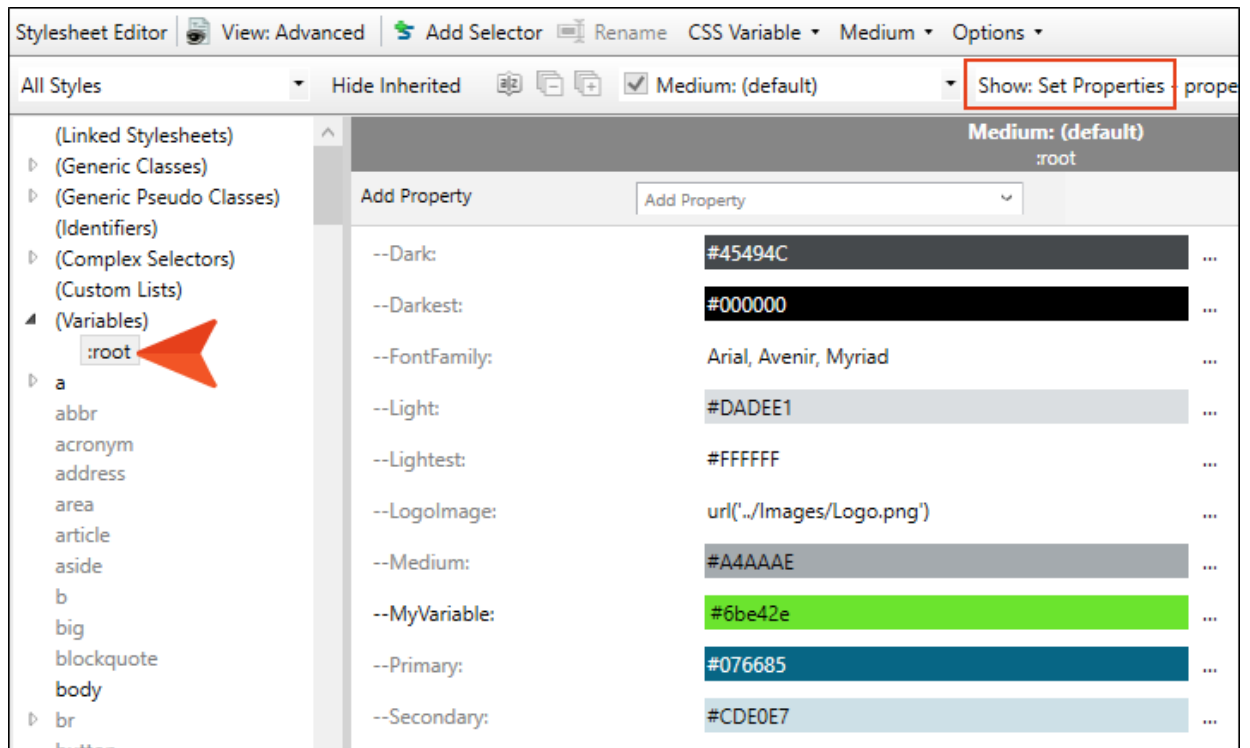 Stylesheet Editor View: Advanced Add Selector Rename CSS Variable Medium Options
All Styles Hide Inherited Medium: (default) Show: Set Properties - prope
(Linked Stylesheets)
(Generic Classes)
(Generic Pseudo Classes)
(Identifiers)
(Complex Selectors)
(Custom Lists)
(Variables)
:root
a
abbr
acronym
address
area
article
aside
b
big
blockquote
body
br
button
Medium: (default)
:root
Add Property Add Property
--Dark: #45494C ...
--Darkest: #000000 ...
--FontFamily: Arial, Avenir, Myriad ...
--Light: #DADEE1 ...
--Lightest: #FFFFFF ...
--LogoImage: url('../Images/Logo.png') ...
--Medium: #A4AAAE ...
--MyVariable: #6be42e ...
--Primary: #076685 ...
--Secondary: #CDE0E7 ...